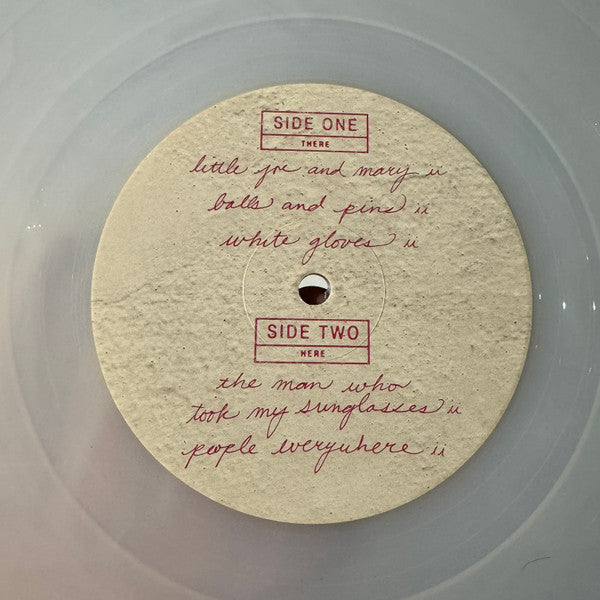 SIDE ONE
THERE
little joe and mary ii
balls and pins ii
white gloves ii
SIDE TWO
HERE
the man who
took my sunglasses ii
people everywhere ii